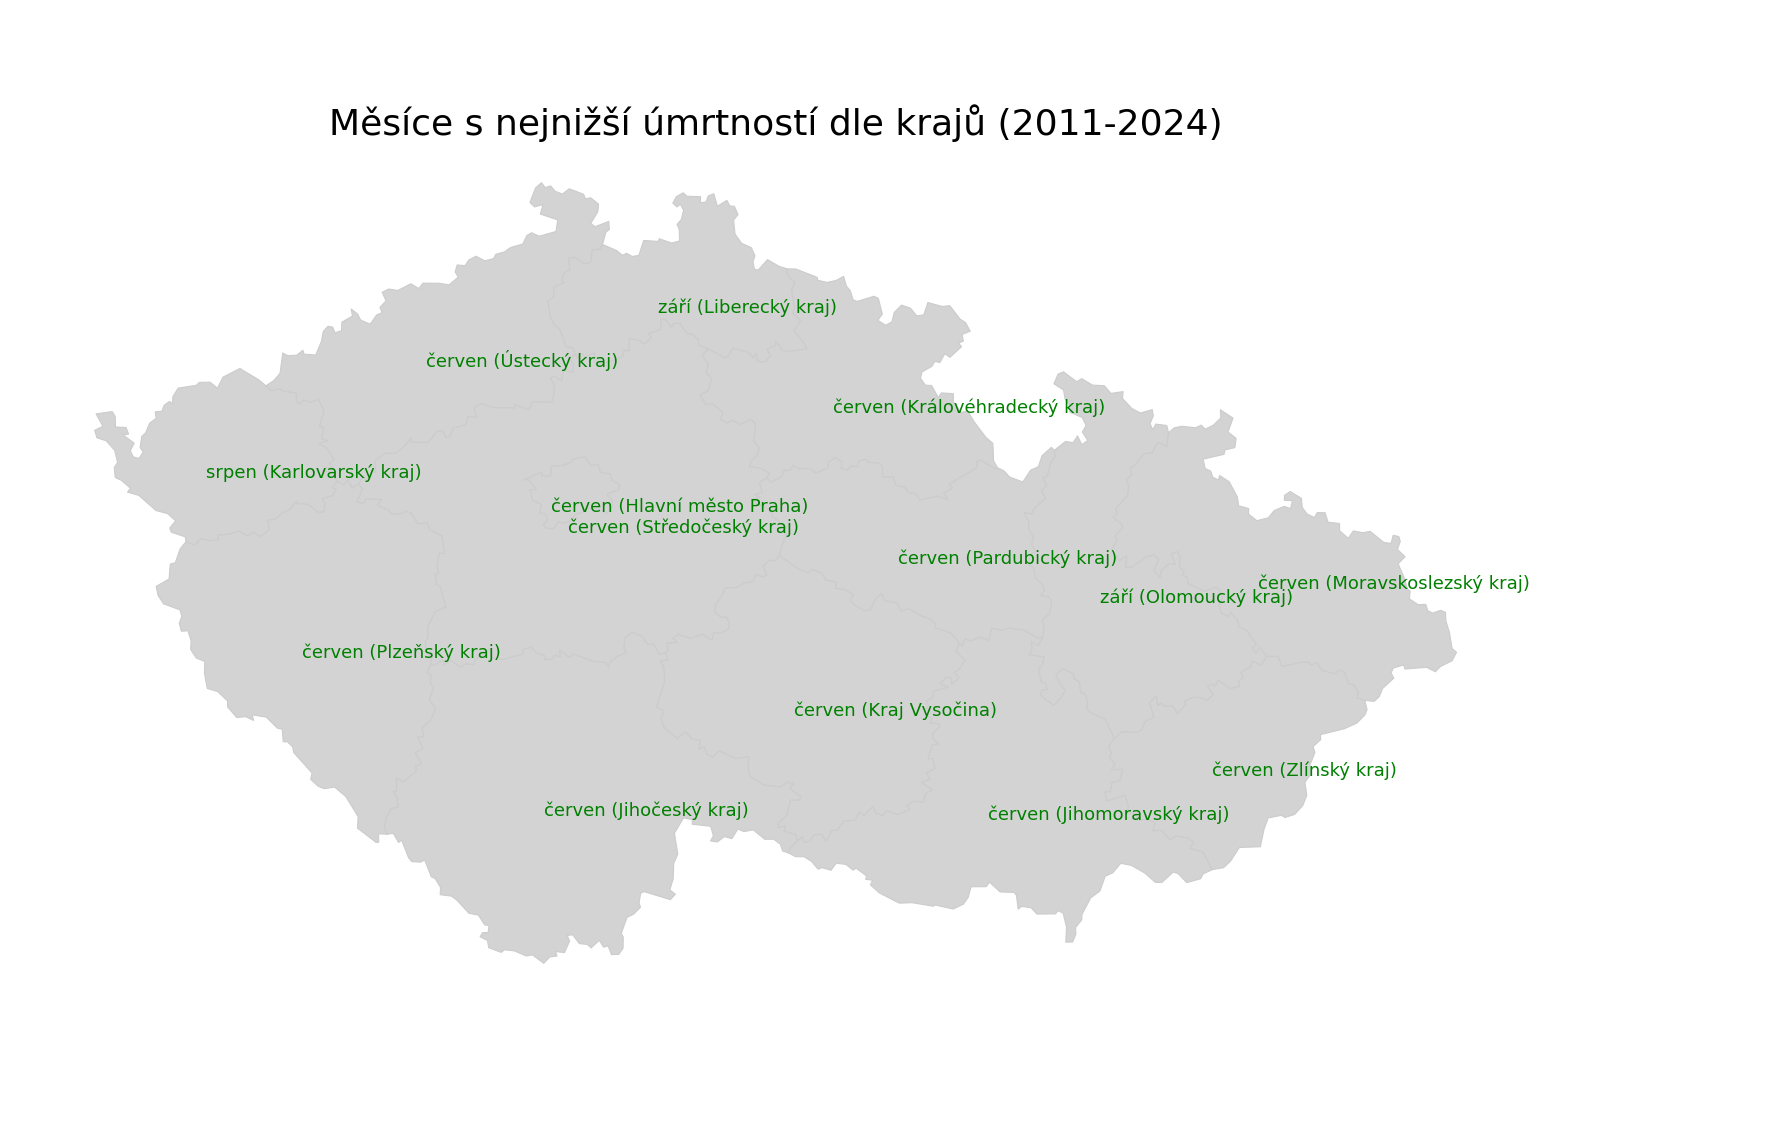 Měsíce s nejnižší úmrtností dle krajů (2011-2024)
září (Liberecký kraj)
červen (Ústecký kraj)
červen (Královéhradecký kraj)
srpen (Karlovarský kraj)
červen (Hlavní město Praha)
červen (Středočeský kraj)
červen (Pardubický kraj)
červen (Moravskoslezský kraj)
září (Olomoucký kraj)
červen (Plzeňský kraj)
červen (Kraj Vysočina)
červen (Zlínský kraj)
červen (Jihočeský kraj)
červen (Jihomoravský kraj)